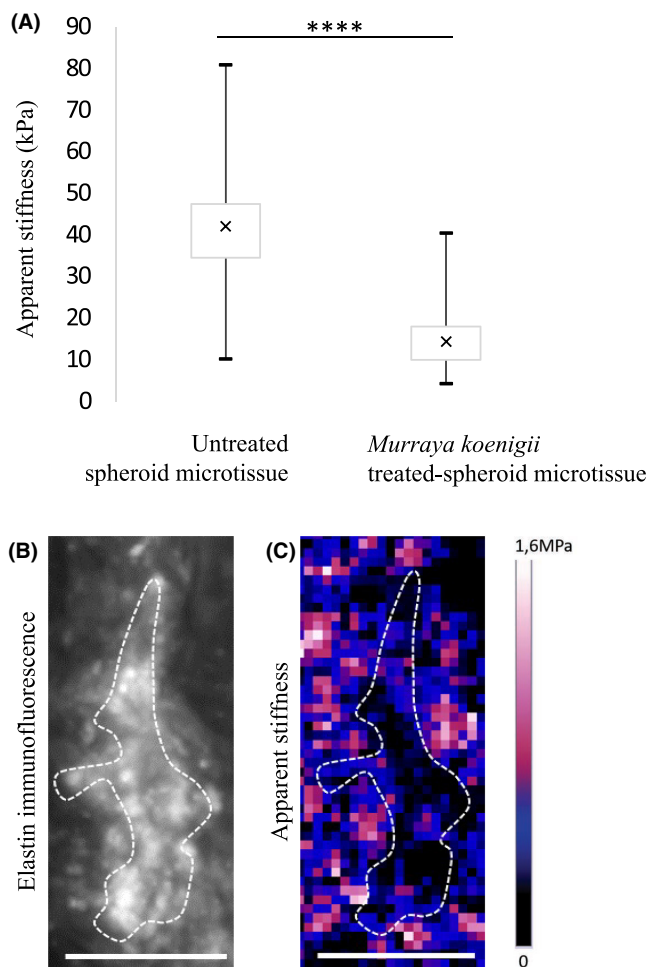 (A)
****
Apparent stiffness (kPa)
90
80
70
60
50
40
30
20
10
0
Untreated
spheroid microtissue
Murraya koenigii
treated-spheroid microtissue
(B)
Elastin immunofluorescence
(C)
Apparent stiffness
1,6MPa
0